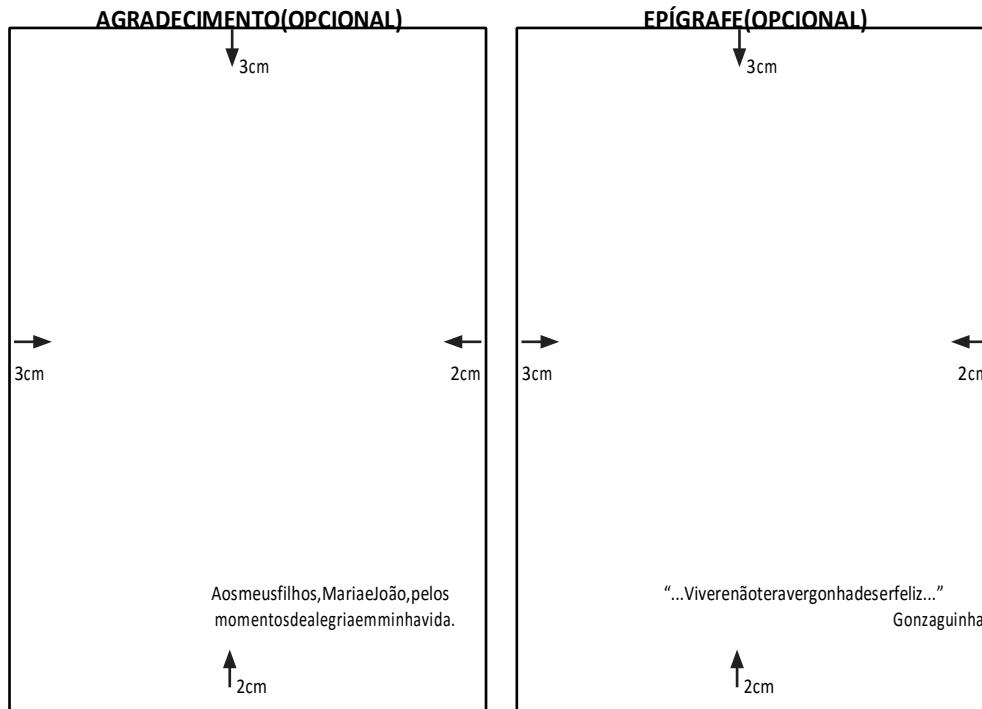 AGRADECIMENTO(OPCIONAL)
3cm
3cm
2cm
Aosmeusfilhos,MariaeJoão,pelos
momentosdealegriaemminhavida.
2cm
EPÍGRAFE(OPCIONAL)
3cm
3cm
2cm
“...Viverenãoteravergonhadeserfeliz...”
Gonzaguinha
2cm